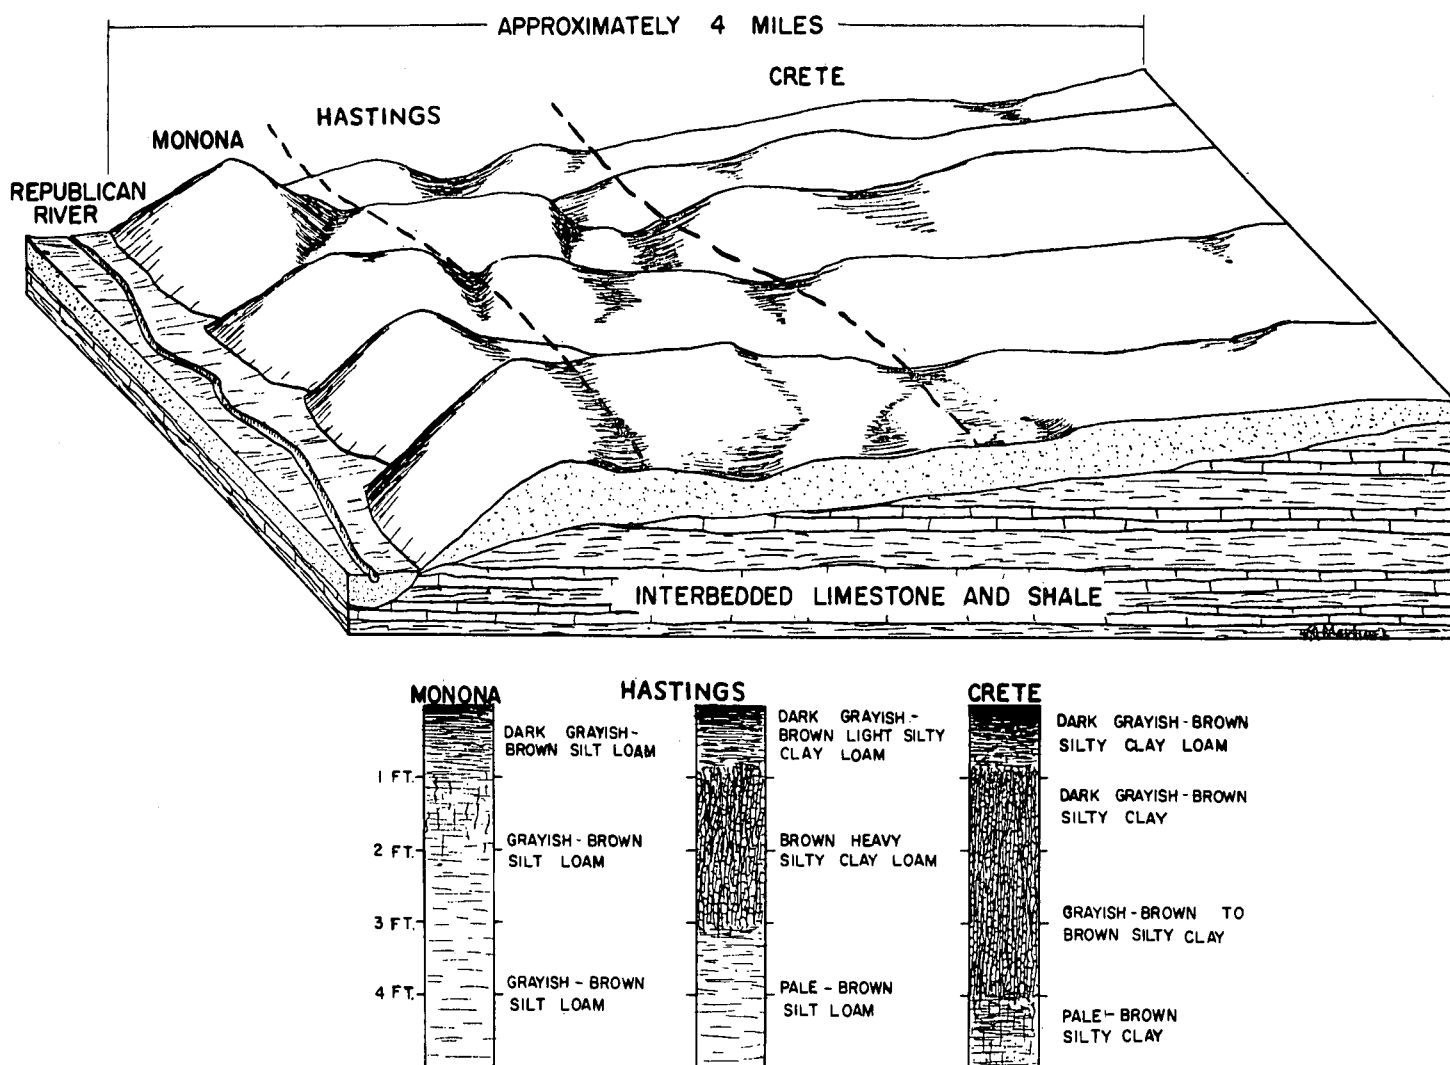 APPROXIMATELY 4 MILES
CRETE
HASTINGS
MONONA
REPUBLICAN
RIVER
INTERBEDDED LIMESTONE AND SHALE
MONONA
HASTINGS
CRETE
DARK GRAYISH-
BROWN SILT LOAM
DARK GRAYISH-
BROWN LIGHT SILTY
CLAY LOAM
DARK GRAYISH-BROWN
SILTY CLAY LOAM
1 FT.
DARK GRAYISH-BROWN
SILTY CLAY
2 FT.
GRAYISH-BROWN
SILT LOAM
BROWN HEAVY
SILTY CLAY LOAM
3 FT.
GRAYISH-BROWN TO
BROWN SILTY CLAY
4 FT.
GRAYISH-BROWN
SILT LOAM
PALE-BROWN
SILT LOAM
PALE-BROWN
SILTY CLAY